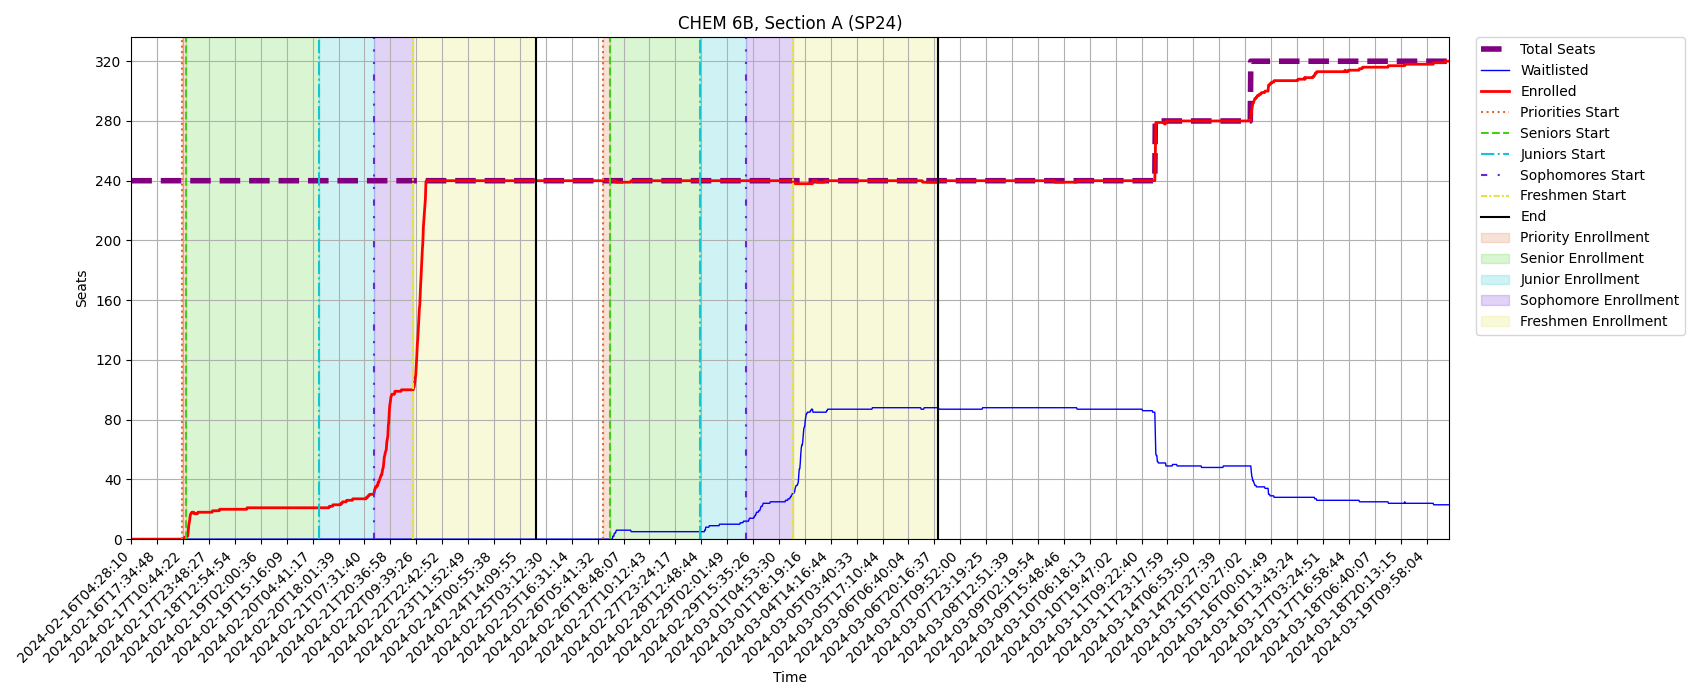 CHEM 6B, Section A (SP24)
Total Seats
Waitlisted
Enrolled
Priorities Start
Seniors Start
Juniors Start
Sophomores Start
Freshmen Start
End
Priority Enrollment
Senior Enrollment
Junior Enrollment
Sophomore Enrollment
Freshmen Enrollment
Seats
320
280
240
200
160
120
80
40
0
2024-02-16T04:28:10
2024-02-16T17:34:48
2024-02-17T10:44:22
2024-02-17T23:48:27
2024-02-18T12:54:54
2024-02-19T02:00:36
2024-02-19T15:16:09
2024-02-20T04:41:17
2024-02-20T18:01:39
2024-02-21T07:31:40
2024-02-21T20:36:58
2024-02-22T09:39:26
2024-02-22T22:42:52
2024-02-23T11:52:49
2024-02-24T00:55:38
2024-02-24T14:09:55
2024-02-25T03:12:30
2024-02-25T16:31:14
2024-02-26T05:41:32
2024-02-26T18:48:07
2024-02-27T10:12:43
2024-02-27T23:24:17
2024-02-28T12:48:44
2024-02-29T02:01:49
2024-02-29T15:35:26
2024-03-01T04:53:30
2024-03-01T18:19:16
2024-03-04T14:16:44
2024-03-05T03:40:33
2024-03-05T17:10:44
2024-03-06T06:40:04
2024-03-06T20:16:37
2024-03-07T09:52:00
2024-03-07T23:19:25
2024-03-08T12:51:39
2024-03-09T02:19:54
2024-03-09T15:48:46
2024-03-10T06:18:13
2024-03-10T19:47:02
2024-03-11T09:22:40
2024-03-11T23:17:59
2024-03-14T06:53:50
2024-03-14T20:27:39
2024-03-15T10:27:02
2024-03-16T00:01:49
2024-03-16T13:43:24
2024-03-17T03:24:51
2024-03-17T16:58:44
2024-03-18T06:40:07
2024-03-18T20:13:15
2024-03-19T09:58:04
Time